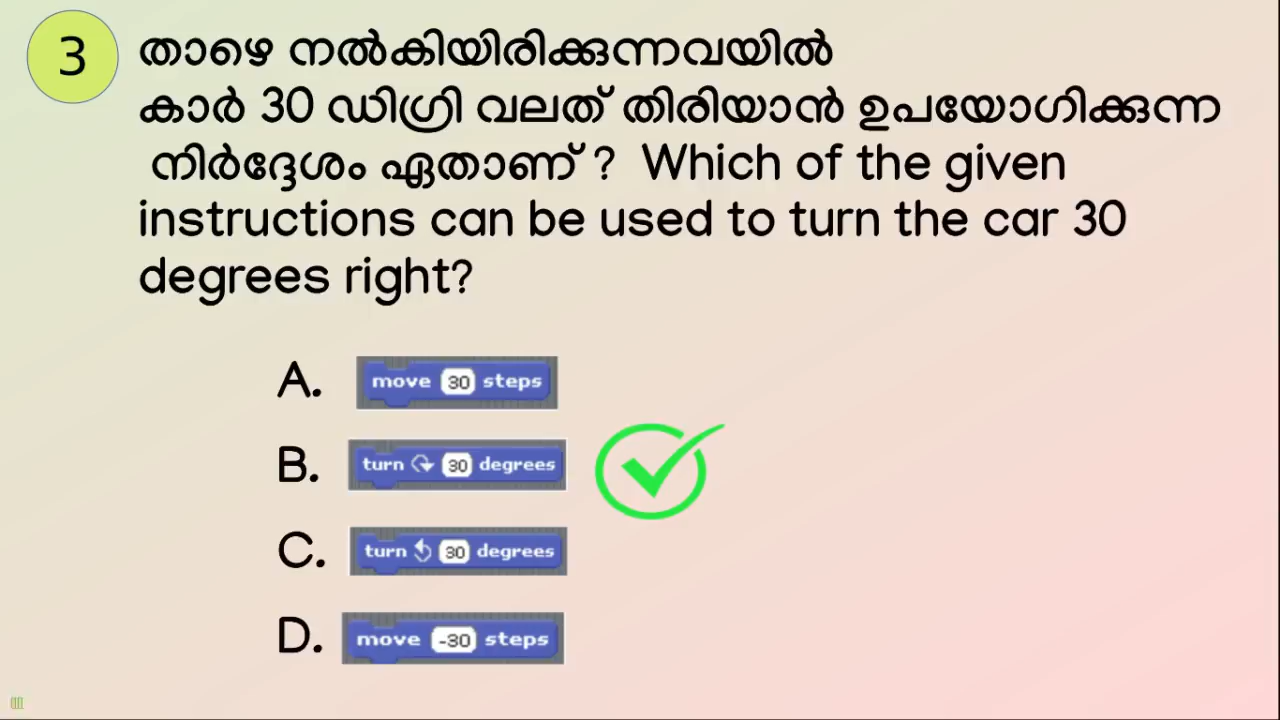 3
താഴെ നൽകിയിരിക്കുന്നവയിൽ
കാർ 30 ഡിഗ്രി വലത് തിരിയാൻ ഉപയോഗിക്കുന്ന
നിർദ്ദേശം ഏതാണ് ? Which of the given
instructions can be used to turn the car 30
degrees right?
A. move 30 steps
B. turn 30 degrees
C. turn 30 degrees
D. move -30 steps